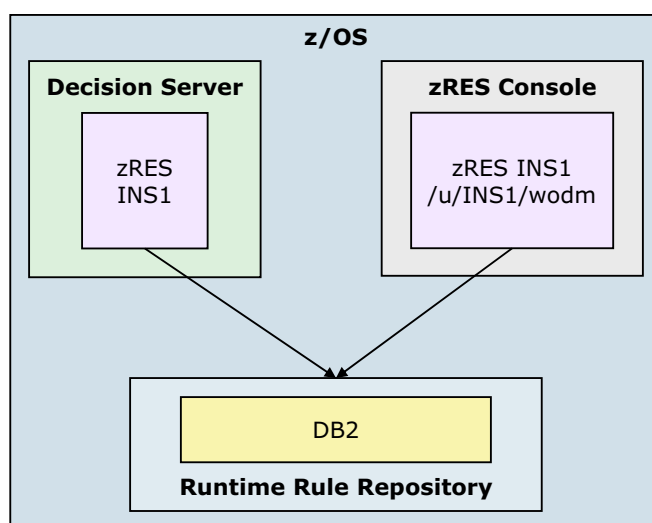 z/OS
Decision Server
zRES
INS1
zRES Console
zRES INS1
/u/INS1/wodm
DB2
Runtime Rule Repository